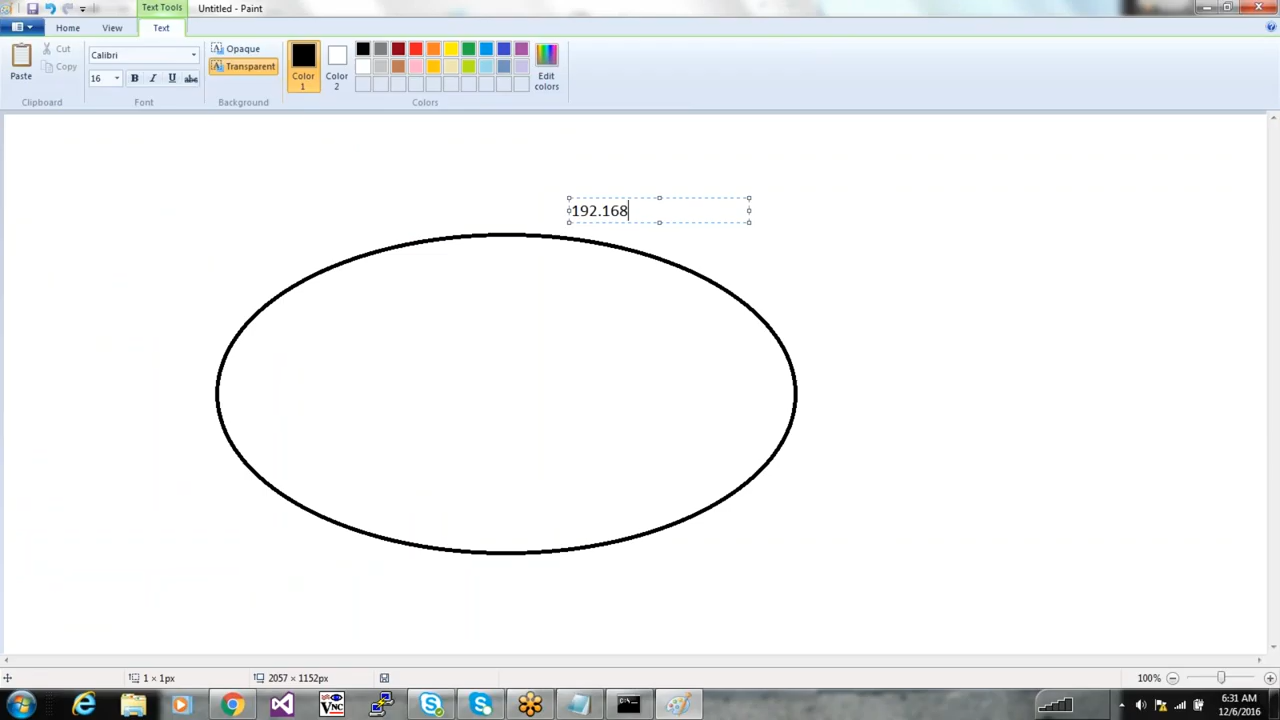 Text Tools
Untitled - Paint
Home
View
Text
Paste
Cut
Copy
Clipboard
Calibri
16
B I U abc
Font
Opaque
Transparent
Background
Color 1
Color 2
Edit colors
Colors
192.168
1 × 1px
2057 × 1152px
100%
VNC
C:\.
6:31 AM
12/6/2016